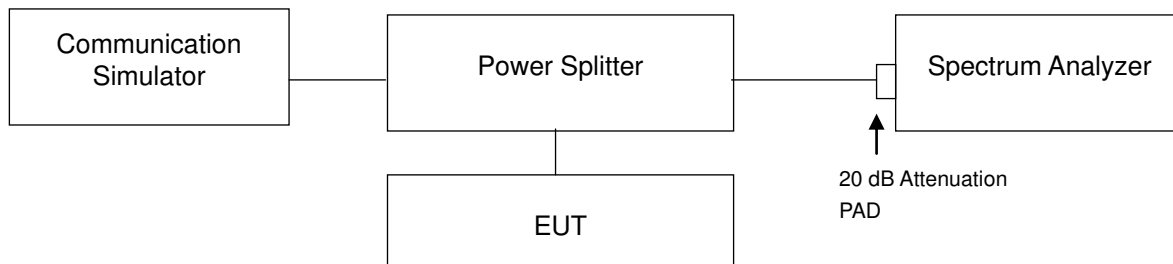 Communication
Simulator
Power Splitter
Spectrum Analyzer
20 dB Attenuation
PAD
EUT